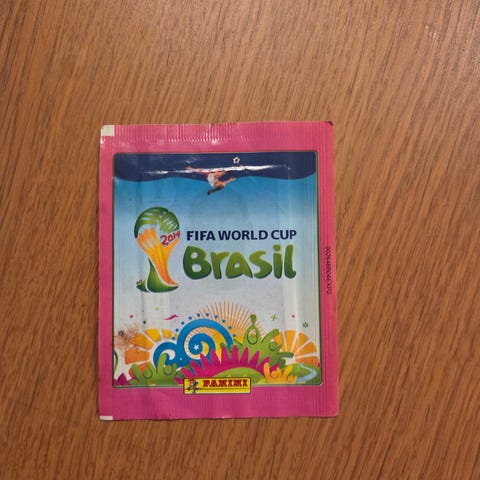 2014
FIFA WORLD CUP
Brasil
PANINI